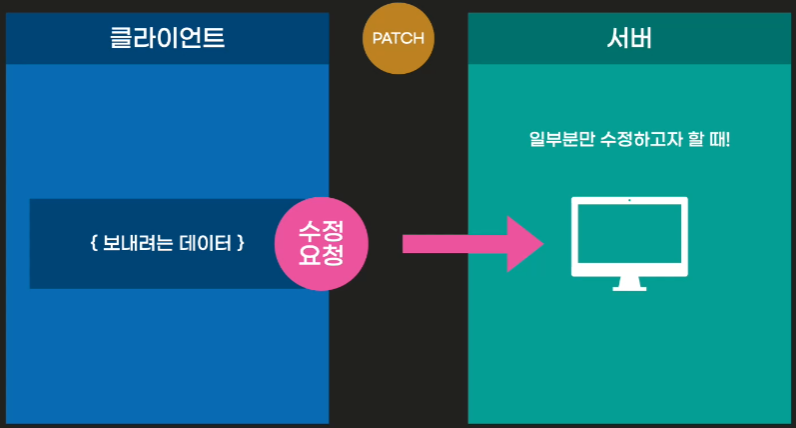 클라이언트
PATCH
서버
일부분만 수정하고자 할 때!
{ 보내려는 데이터 }
수정
요청